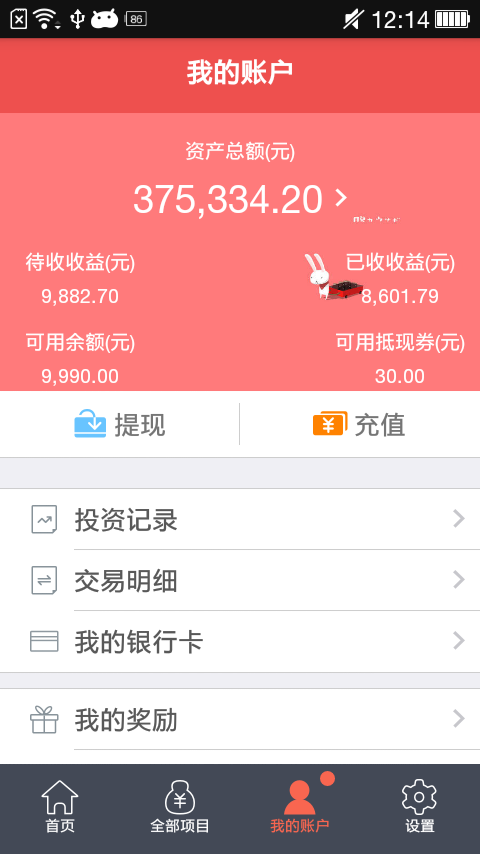 86
12:14
我的账户
资产总额(元)
375,334.20
待收收益(元)
已收收益(元)
9,882.70
8,601.79
可用余额(元)
可用抵现券(元)
9,990.00
30.00
提现
充值
投资记录
交易明细
我的银行卡
我的奖励
首页
全部项目
我的账户
设置